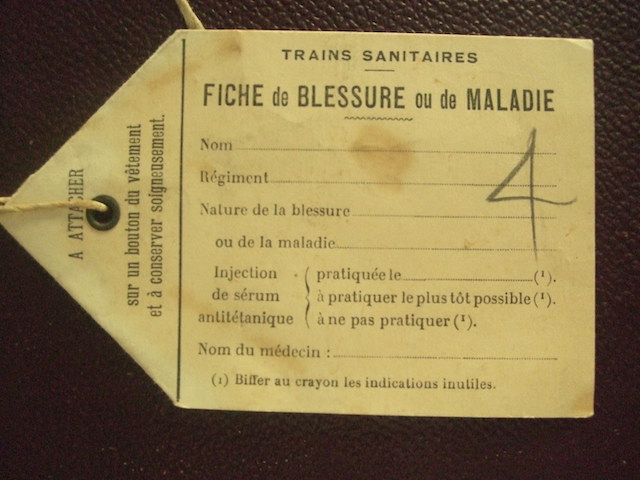 TRAINS SANITAIRES
FICHE de BLESSURE ou de MALADIE
Nom
Régiment
Nature de la blessure
ou de la maladie
Injection de sérum antitétanique
pratiquée le (¹).
à pratiquer le plus tôt possible (¹).
à ne pas pratiquer (¹).
Nom du médecin :
(1) Biffer au crayon les indications inutiles.
4
A ATTACHER
sur un bouton du vêtement
et à conserver soigneusement.